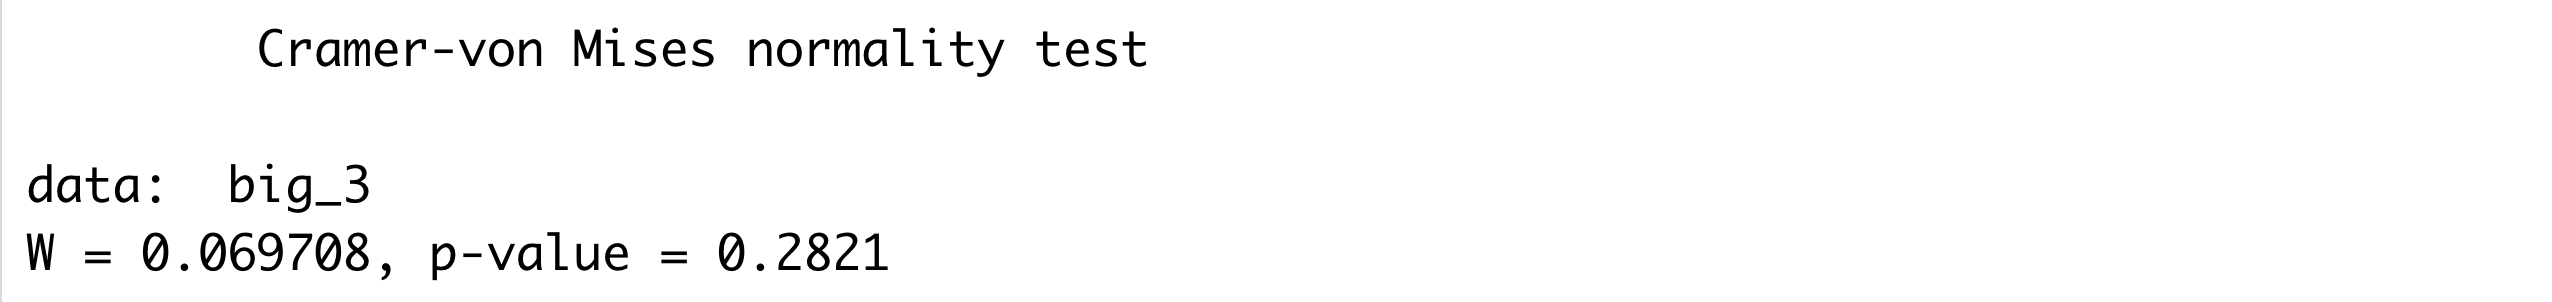 Cramer-von Mises normality test
data:  big_3
W = 0.069708, p-value = 0.2821